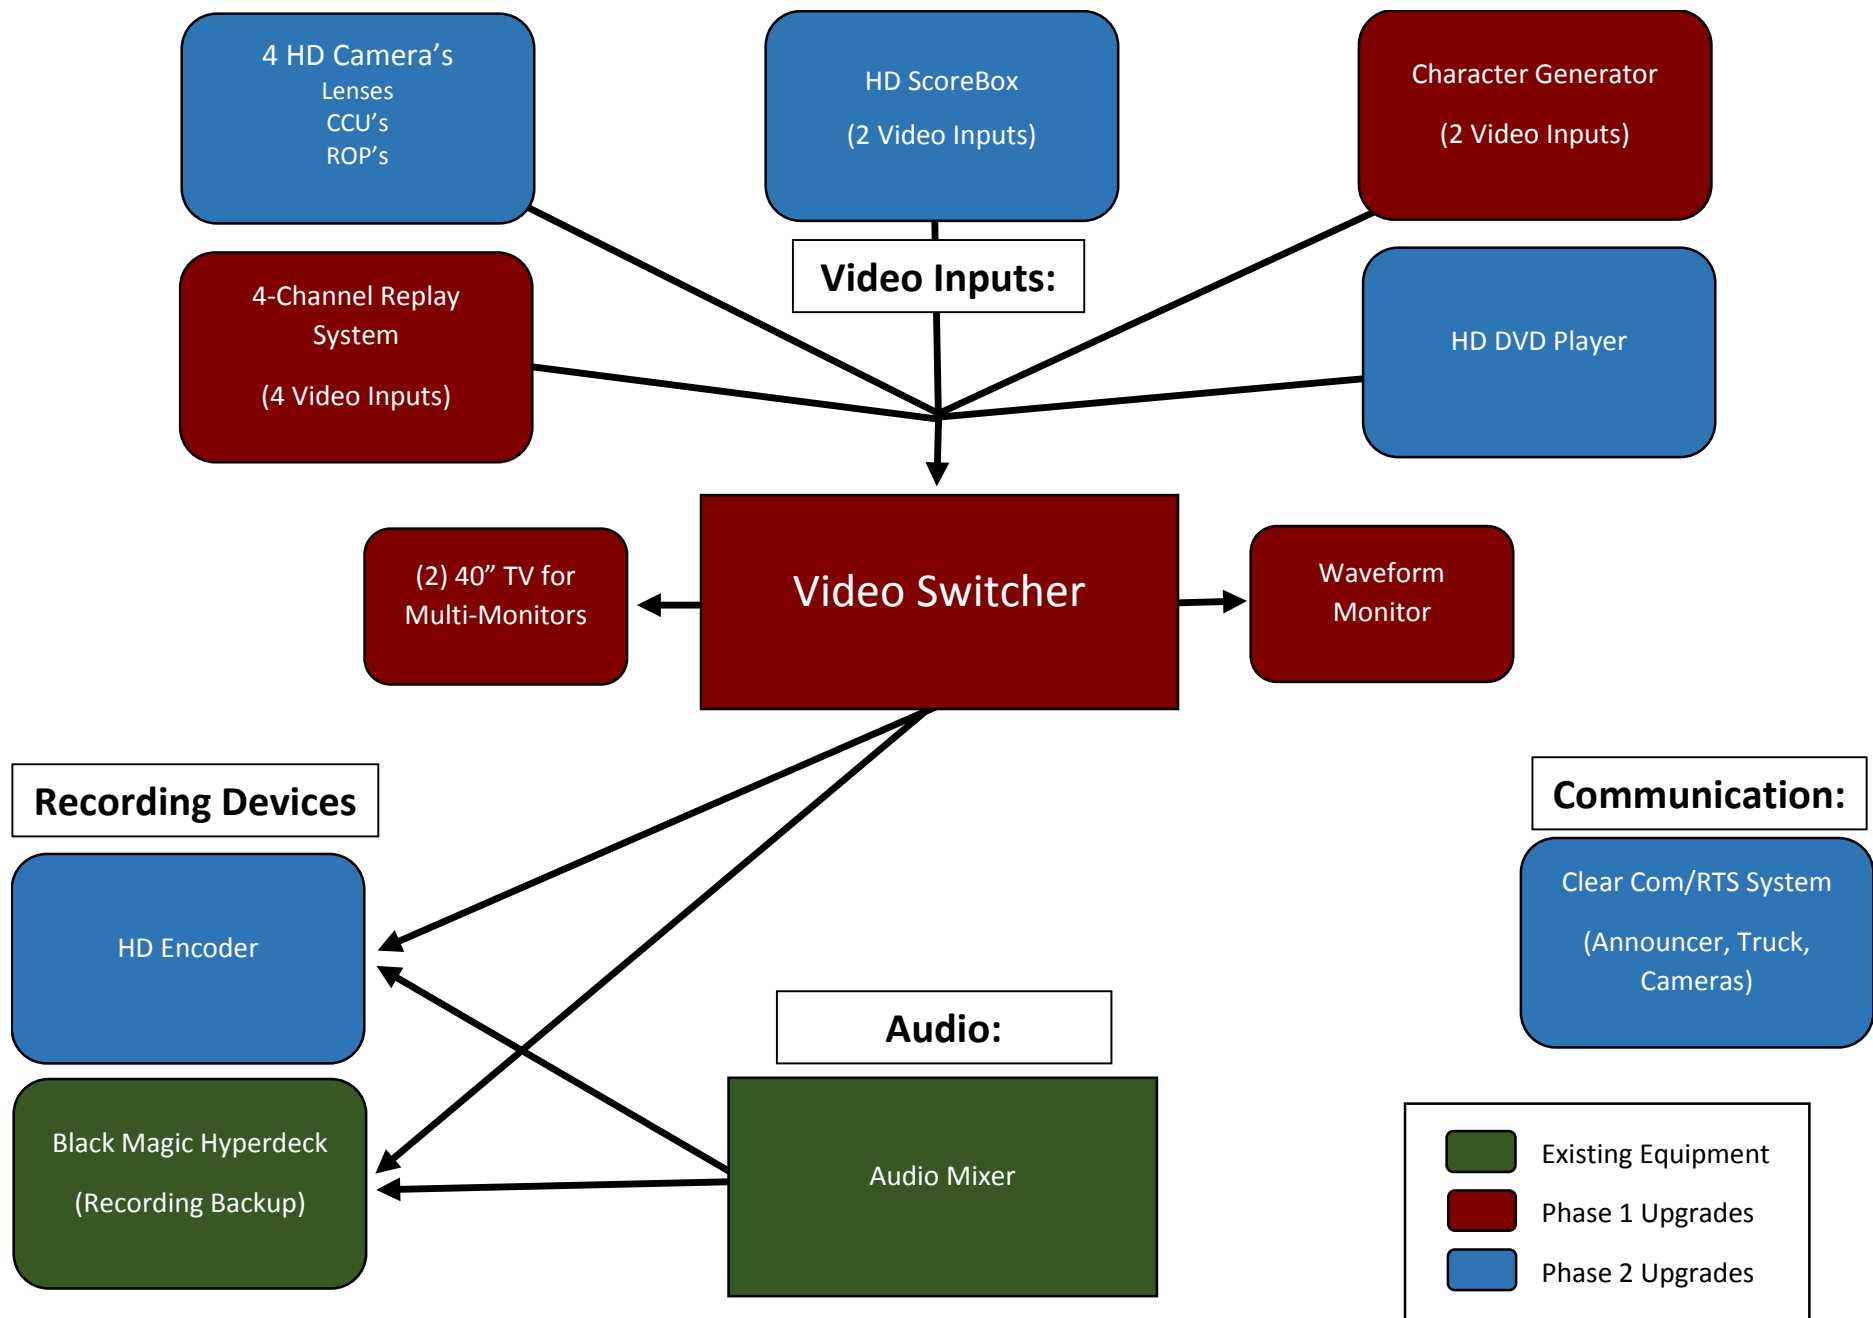 4 HD Camera’s
Lenses
CCU’s
ROP’s
HD ScoreBox
(2 Video Inputs)
Character Generator
(2 Video Inputs)
Video Inputs:
4-Channel Replay
System
(4 Video Inputs)
HD DVD Player
(2) 40” TV for
Multi-Monitors
Video Switcher
Waveform
Monitor
Recording Devices
Communication:
HD Encoder
Clear Com/RTS System
(Announcer, Truck,
Cameras)
Audio:
Black Magic Hyperdeck
(Recording Backup)
Audio Mixer
Existing Equipment
Phase 1 Upgrades
Phase 2 Upgrades